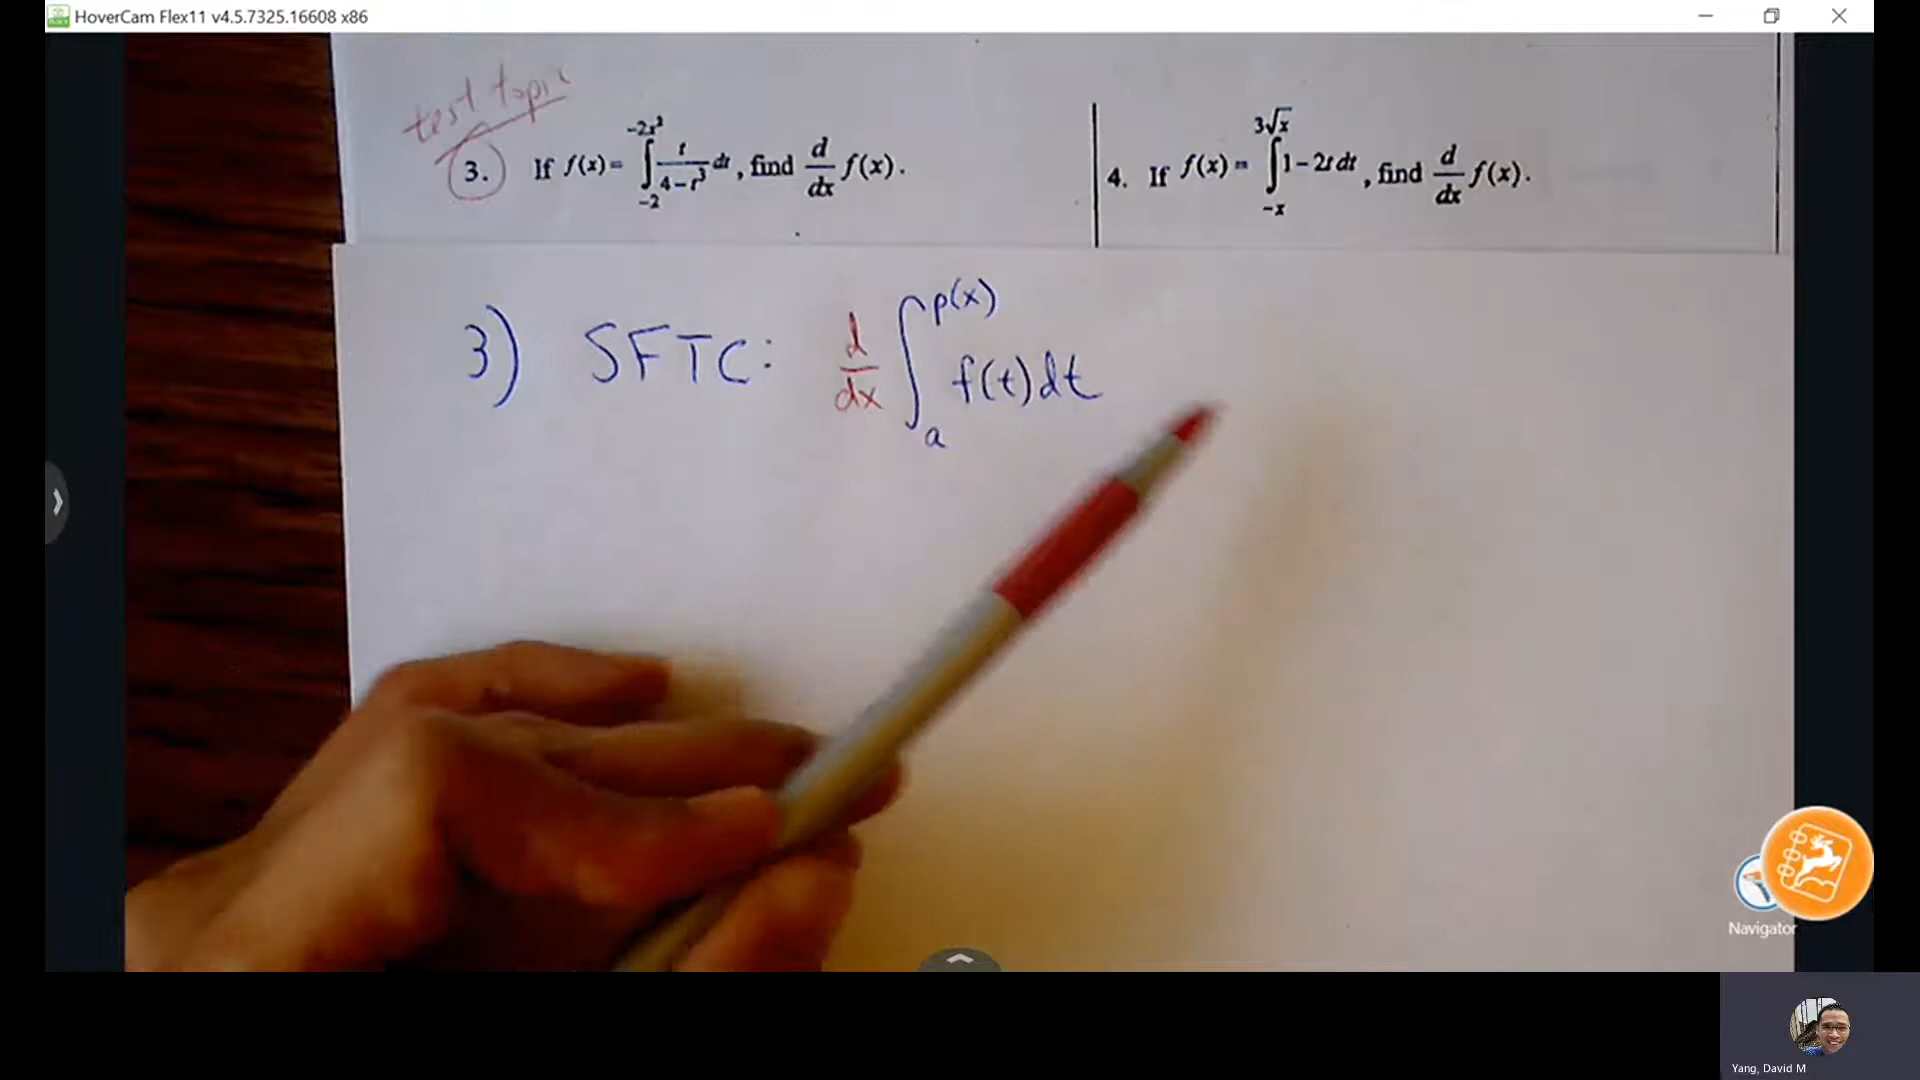 HoverCam Flex11 v4.5.7325.16608 x86
test topic
3. If f(x) = ∫_{-2}^{-2x²} t/(4-t³) dt, find d/dx f(x).
4. If f(x) = ∫_{-x}^{3√x} 1-2t dt, find d/dx f(x).
3) SFTC: d/dx ∫_a^{p(x)} f(t)dt
Navigator
Yang, David M